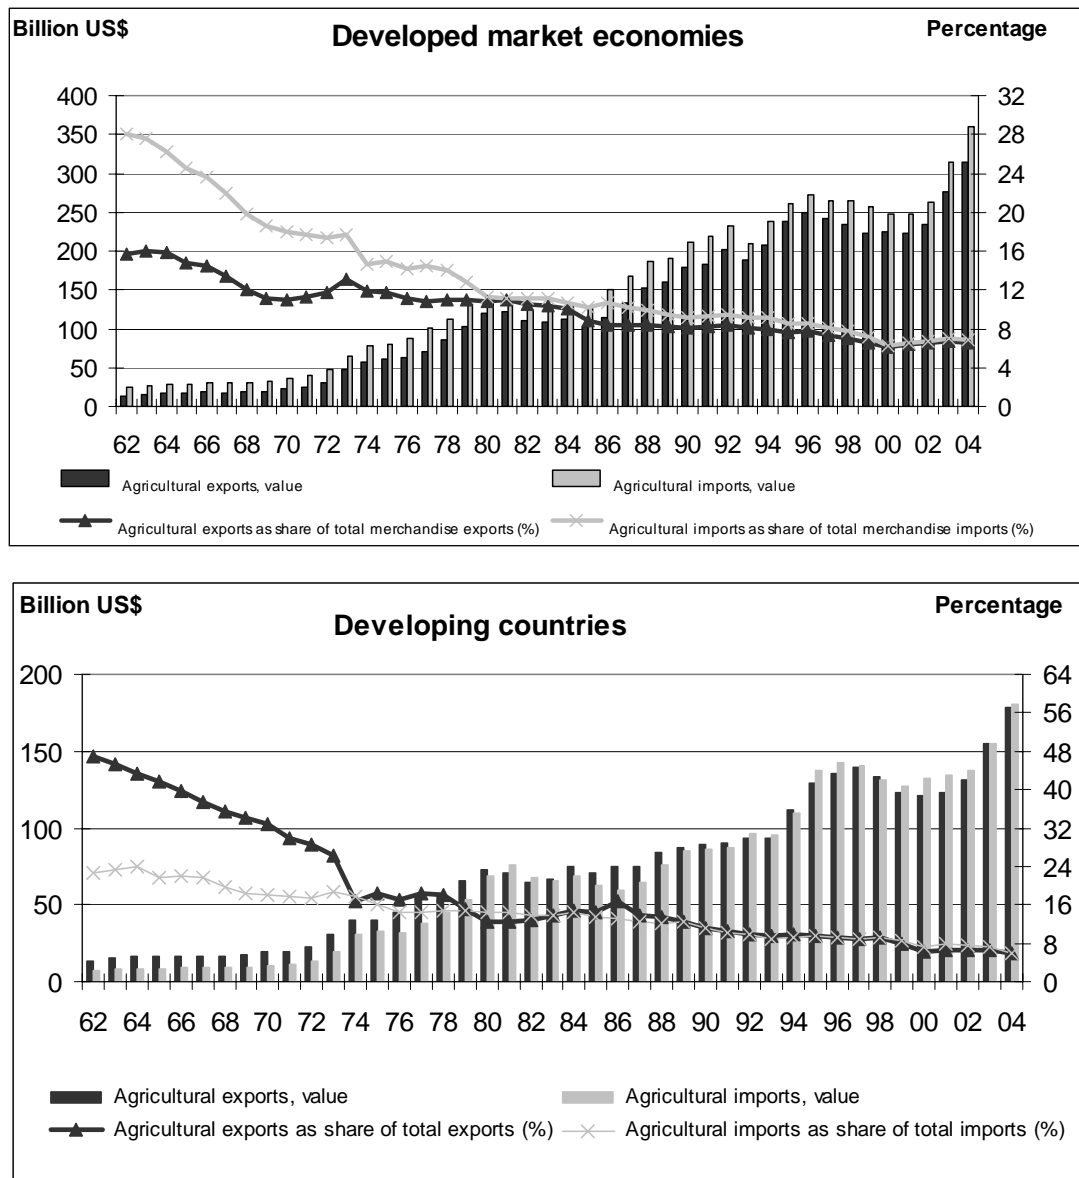 Billion US$ Developed market economies Percentage
400 32
350 28
300 24
250 20
200 16
150 12
100 8
50 4
0 0
62 64 66 68 70 72 74 76 78 80 82 84 86 88 90 92 94 96 98 00 02 04
Agricultural exports, value Agricultural imports, value
Agricultural exports as share of total merchandise exports (%) Agricultural imports as share of total merchandise imports (%)
Billion US$ Percentage
Developing countries
200 64
56
150 48
40
100 32
24
50 16
8
0 0
62 64 66 68 70 72 74 76 78 80 82 84 86 88 90 92 94 96 98 00 02 04
Agricultural exports, value Agricultural imports, value
Agricultural exports as share of total exports (%) Agricultural imports as share of total imports (%)